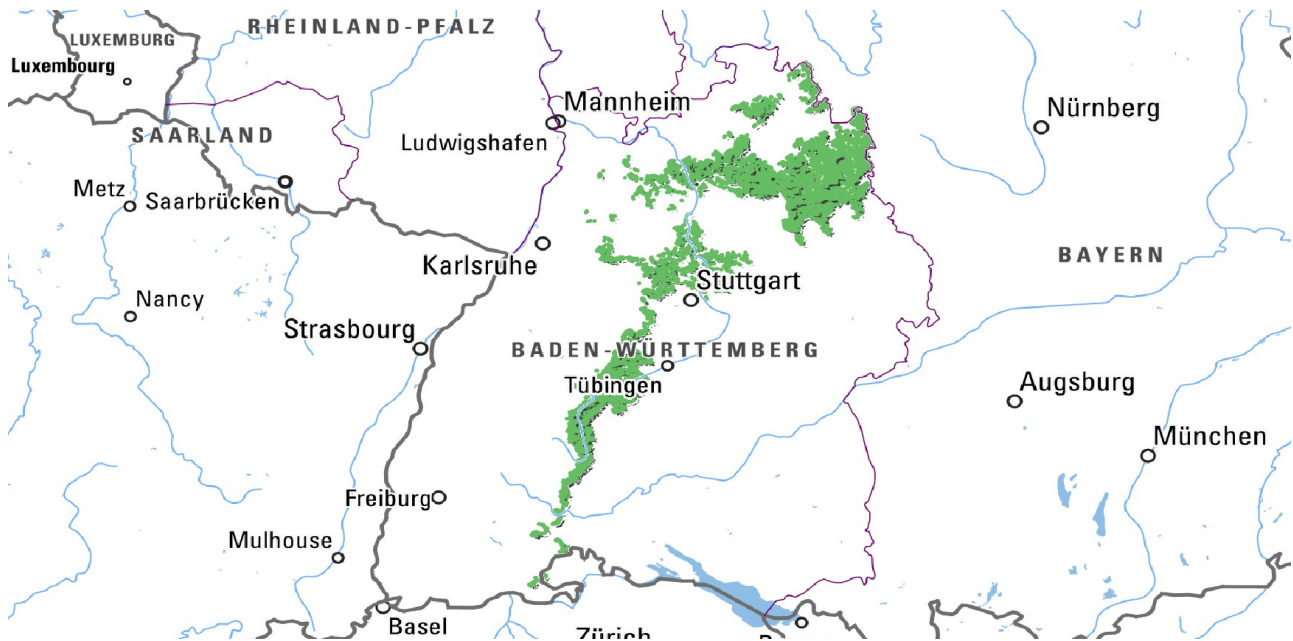 RHEINLAND-PFALZ
LUXEMBURG
Luxembourg
Mannheim
Nürnberg
SAARLAND
Ludwigshafen
Metz
Saarbrücken
Karlsruhe
BAYERN
Stuttgart
Nancy
Strasbourg
BADEN-WÜRTTEMBERG
Tübingen
Augsburg
München
Freiburg
Mulhouse
Basel
Zürich